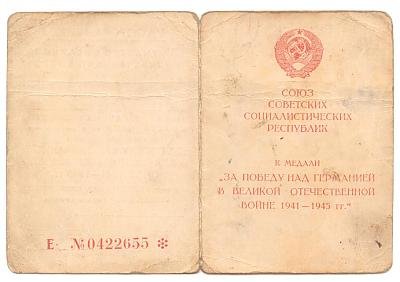 Е- №0422655 ✻
СОЮЗ
СОВЕТСКИХ
СОЦИАЛИСТИЧЕСКИХ
РЕСПУБЛИК
К МЕДАЛИ
„ЗА ПОБЕДУ НАД ГЕРМАНИЕЙ
В ВЕЛИКОЙ ОТЕЧЕСТВЕННОЙ
ВОЙНЕ 1941—1945 гг.“